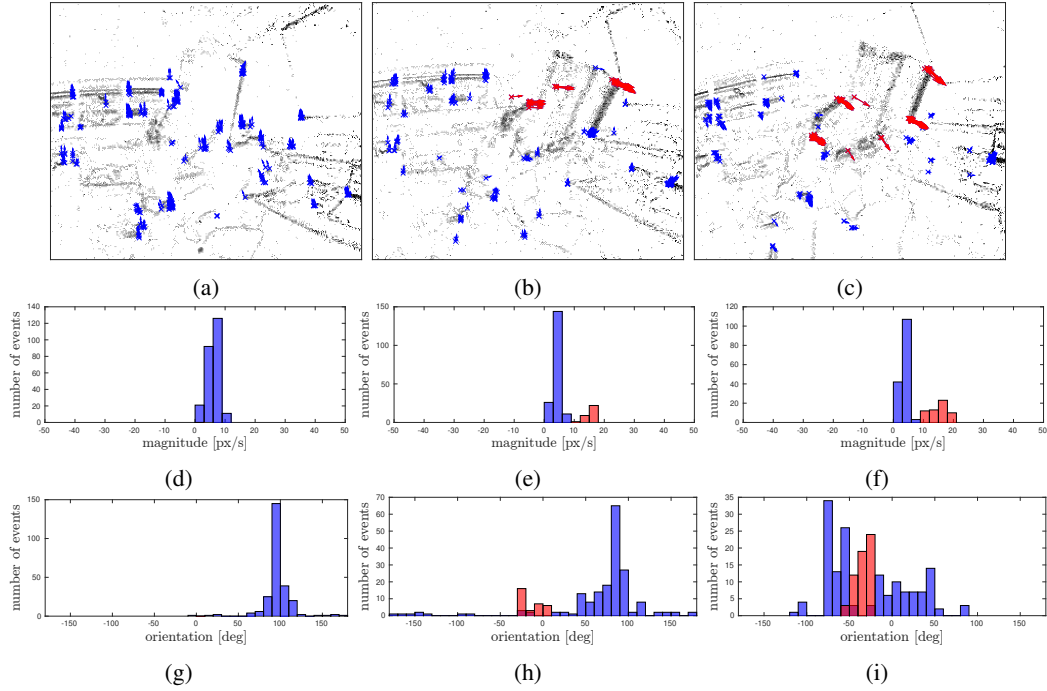 (a) (b) (c)
number of events
140
120
100
80
60
40
20
0
-50 -40 -30 -20 -10 0 10 20 30 40 50
magnitude [px/s]
number of events
150
100
50
0
-50 -40 -30 -20 -10 0 10 20 30 40 50
magnitude [px/s]
number of events
120
100
80
60
40
20
0
-50 -40 -30 -20 -10 0 10 20 30 40 50
magnitude [px/s]
(d) (e) (f)
number of events
150
100
50
0
-150 -100 -50 0 50 100 150
orientation [deg]
number of events
70
60
50
40
30
20
10
0
-150 -100 -50 0 50 100 150
orientation [deg]
number of events
35
30
25
20
15
10
5
0
-150 -100 -50 0 50 100 150
orientation [deg]
(g) (h) (i)